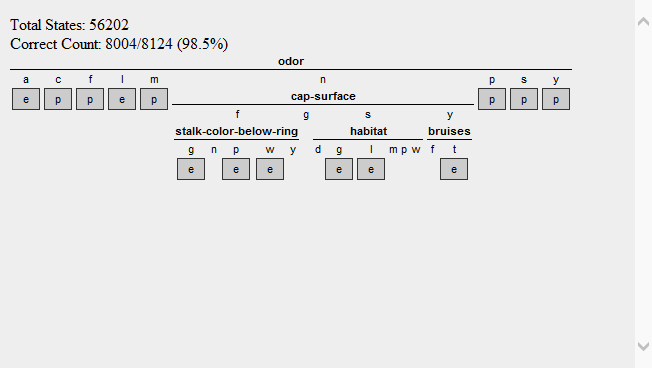 Total States: 56202
Correct Count: 8004/8124 (98.5%)
odor
a c f l m n p s y
e p p e p cap-surface p p p
f g s y
stalk-color-below-ring habitat bruises
g n p w y d g l m p w f t
e e e e e e